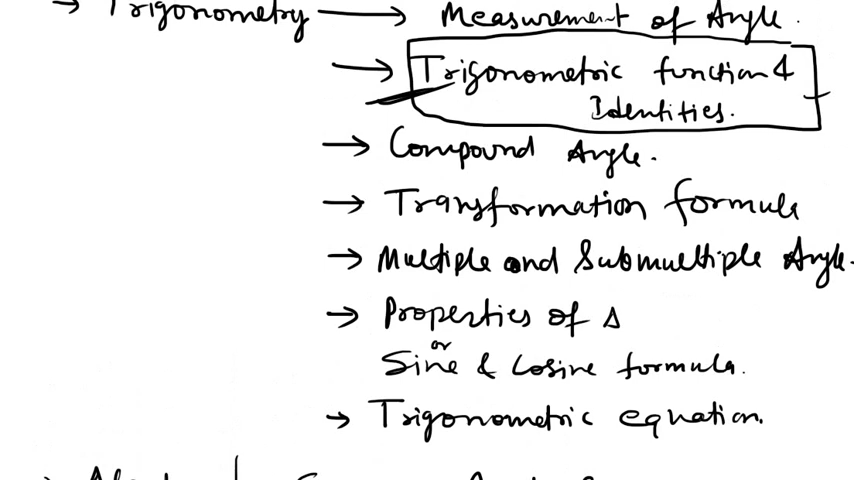 → Trigonometry → Measurement of Angle.
→ Trigonometric function &
Identities.
→ Compound Angle.
→ Transformation formula
→ Multiple and Submultiple Angle.
→ Properties of Δ
or
Sine & Cosine formula.
→ Trigonometric equation.